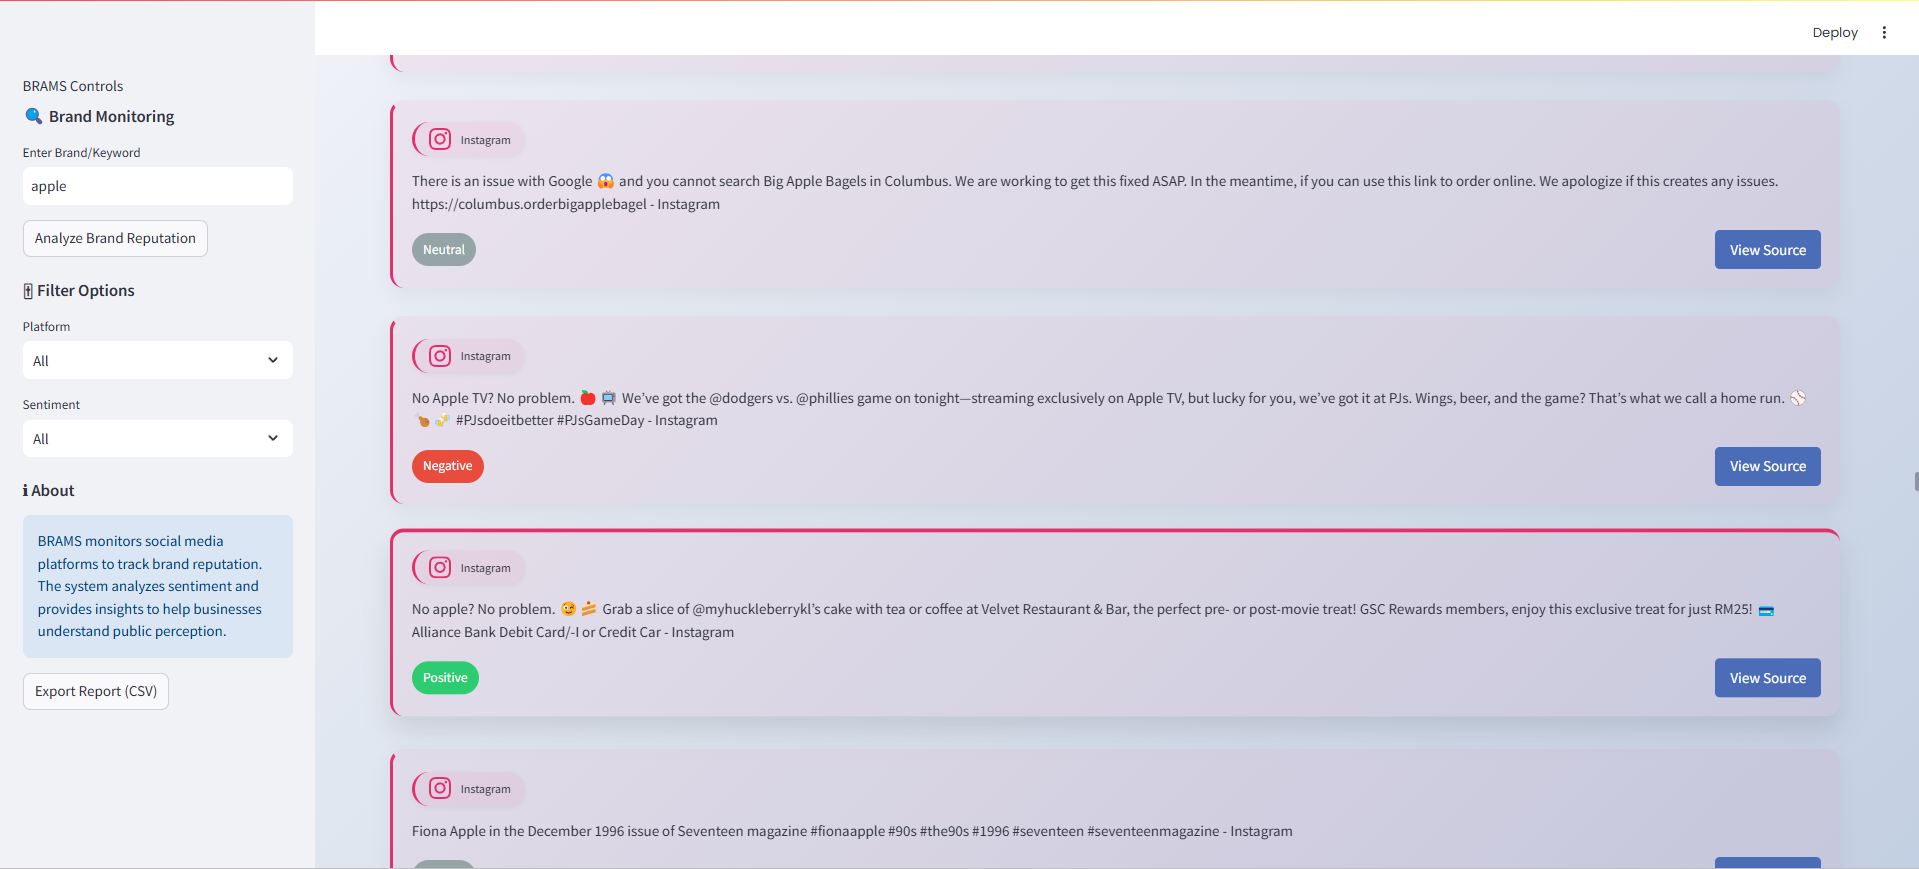 Deploy
BRAMS Controls
🔍 Brand Monitoring
Enter Brand/Keyword
apple
Analyze Brand Reputation
Filter Options
Platform
All
Sentiment
All
ℹ About
BRAMS monitors social media
platforms to track brand reputation.
The system analyzes sentiment and
provides insights to help businesses
understand public perception.
Export Report (CSV)
Instagram
There is an issue with Google 😱 and you cannot search Big Apple Bagels in Columbus. We are working to get this fixed ASAP. In the meantime, if you can use this link to order online. We apologize if this creates any issues.
https://columbus.orderbigapplebagel - Instagram
Neutral
View Source
Instagram
No Apple TV? No problem. 🍎 📺 We’ve got the @dodgers vs. @phillies game on tonight—streaming exclusively on Apple TV, but lucky for you, we’ve got it at PJs. Wings, beer, and the game? That’s what we call a home run. ⚾
🍗 🍻 #PJsdoeitbetter #PJsGameDay - Instagram
Negative
View Source
Instagram
No apple? No problem. 😉 🍰 Grab a slice of @myhuckleberrykl’s cake with tea or coffee at Velvet Restaurant & Bar, the perfect pre- or post-movie treat! GSC Rewards members, enjoy this exclusive treat for just RM25! 💳
Alliance Bank Debit Card/-I or Credit Car - Instagram
Positive
View Source
Instagram
Fiona Apple in the December 1996 issue of Seventeen magazine #fionaapple #90s #the90s #1996 #seventeen #seventeenmagazine - Instagram